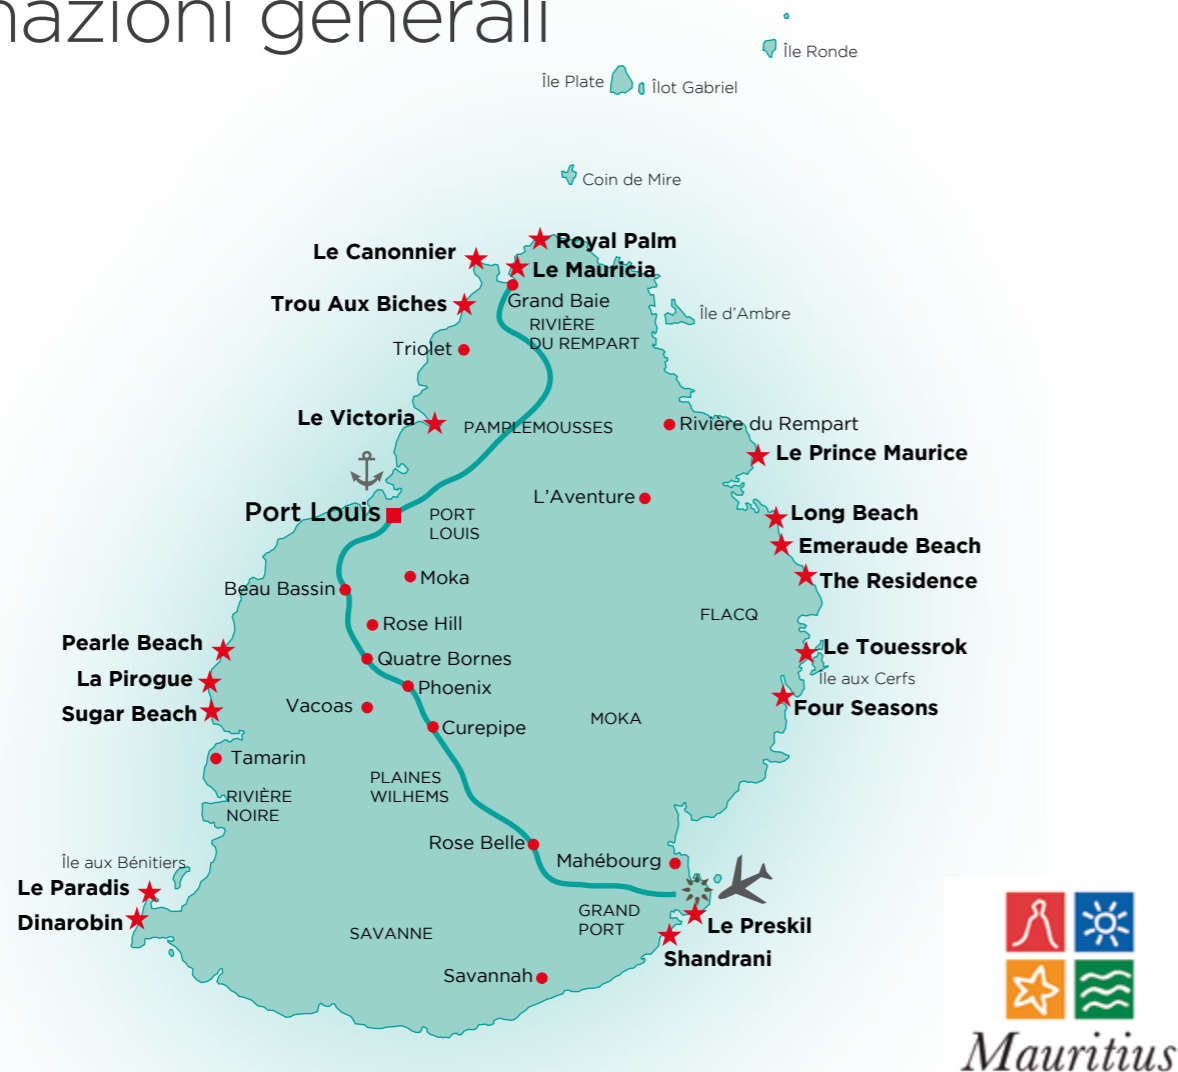 mazioni generali
Île Ronde
Île Plate
Îlot Gabriel
Coin de Mire
Royal Palm
Le Canonnier
Le Mauricia
Trou Aux Biches
Grand Baie
Île d'Ambre
RIVIÈRE
DU REMPART
Triolet
Le Victoria
PAMPLEMOUSSES
Rivière du Rempart
Le Prince Maurice
L'Aventure
Port Louis
PORT
LOUIS
Long Beach
Emeraude Beach
Moka
The Residence
Beau Bassin
FLACQ
Rose Hill
Pearle Beach
Quatre Bornes
Le Touessrok
La Pirogue
Île aux Cerfs
Phoenix
Vacoas
Four Seasons
Sugar Beach
MOKA
Curepipe
Tamarin
PLAINES
WILHEMS
RIVIÈRE
NOIRE
Rose Belle
Mahébourg
Île aux Bénitiers
Le Paradis
Dinarobin
GRAND
PORT
Le Preskil
SAVANNE
Shandrani
Savannah
Mauritius